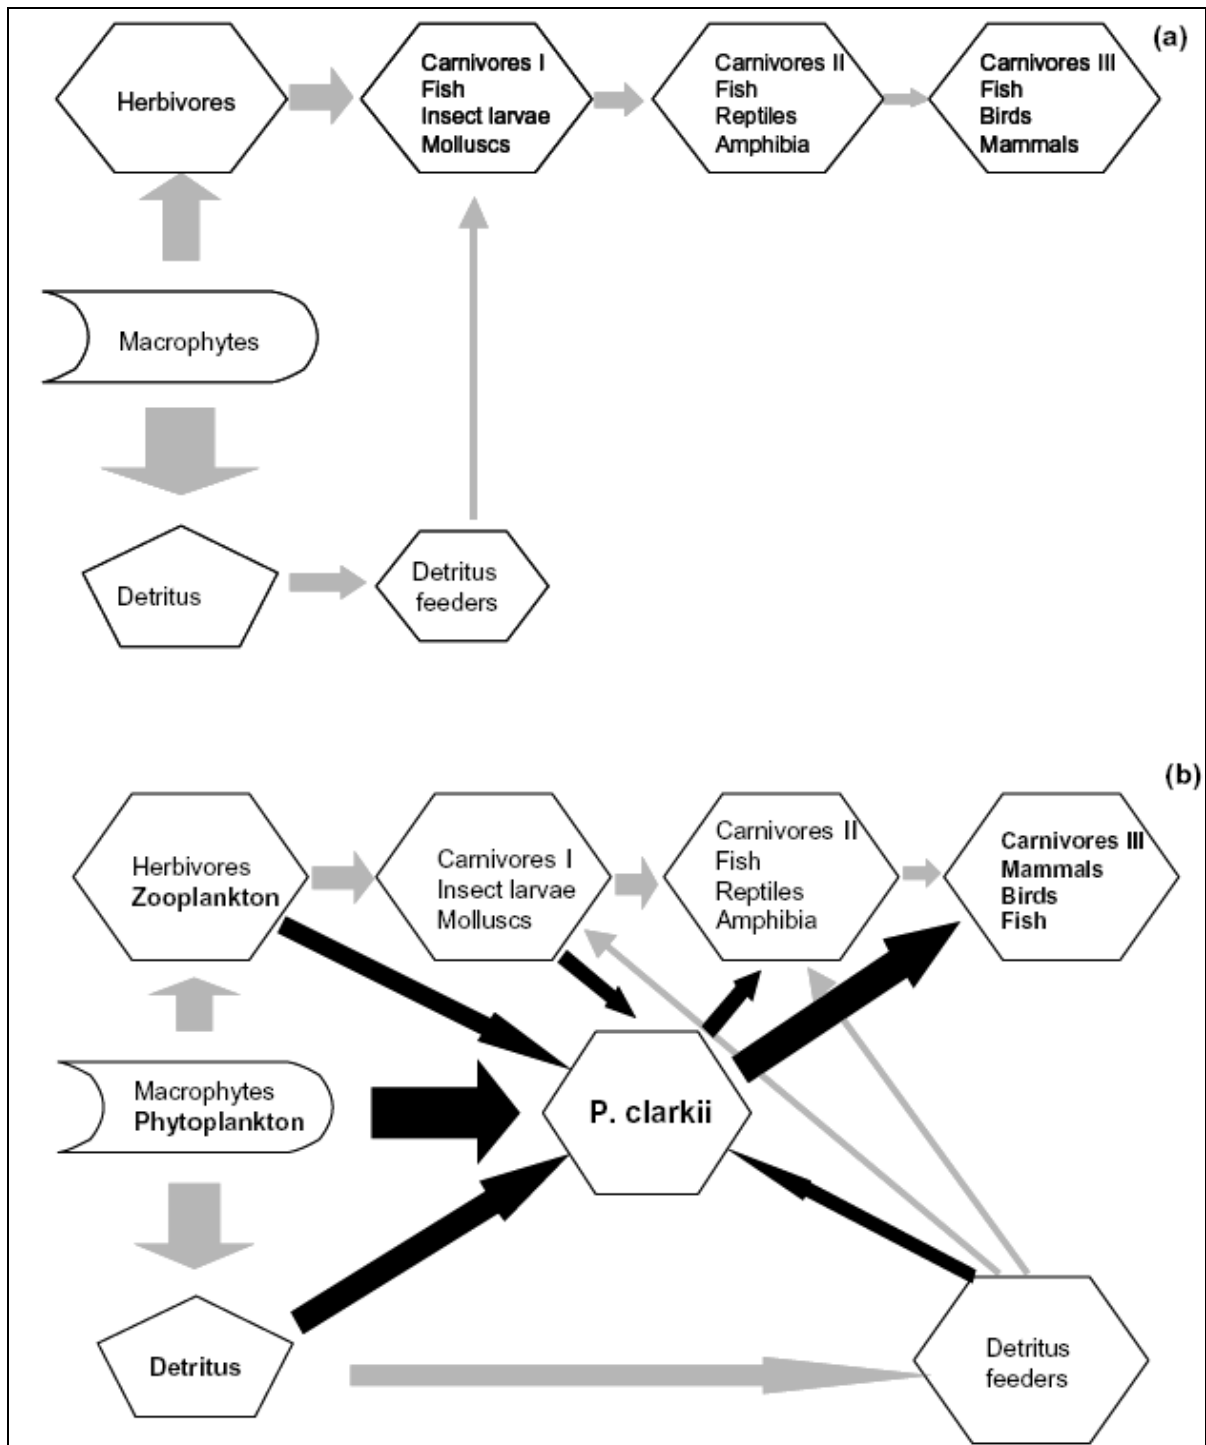 (a)
Herbivores
Carnivores I
Fish
Insect larvae
Molluscs
Carnivores II
Fish
Reptiles
Amphibia
Carnivores III
Fish
Birds
Mammals
Macrophytes
Detritus
Detritus
feeders
(b)
Herbivores
Zooplankton
Carnivores I
Insect larvae
Molluscs
Carnivores II
Fish
Reptiles
Amphibia
Carnivores III
Mammals
Birds
Fish
Macrophytes
Phytoplankton
P. clarkii
Detritus
Detritus
feeders